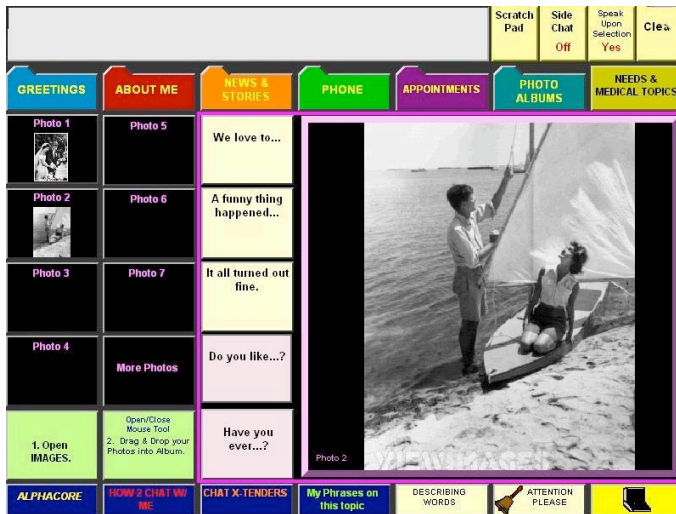 Scratch
Pad
Side
Chat
Off
Speak
Upon
Selection
Yes
GREETINGS
ABOUT ME
NEWS &
STORIES
PHONE
APPOINTMENTS
PHOTO
ALBUMS
NEEDS &
MEDICAL TOPICS
Photo 1
Photo 5
We love to...
Photo 2
Photo 6
A funny thing
happened...
Photo 3
Photo 7
It all turned out
fine.
Photo 4
More Photos
Do you like...?
1. Open
IMAGES.
Open/Close
Mouse Tool
2. Drag & Drop your
Photos into Album.
Have you
ever...?
Photo 2
VIEWIMAGES
ALPHACORE
HOW 2 CHAT W/
ME
CHAT X-TENDERS
My Phrases on
this topic
DESCRIBING
WORDS
ATTENTION
PLEASE